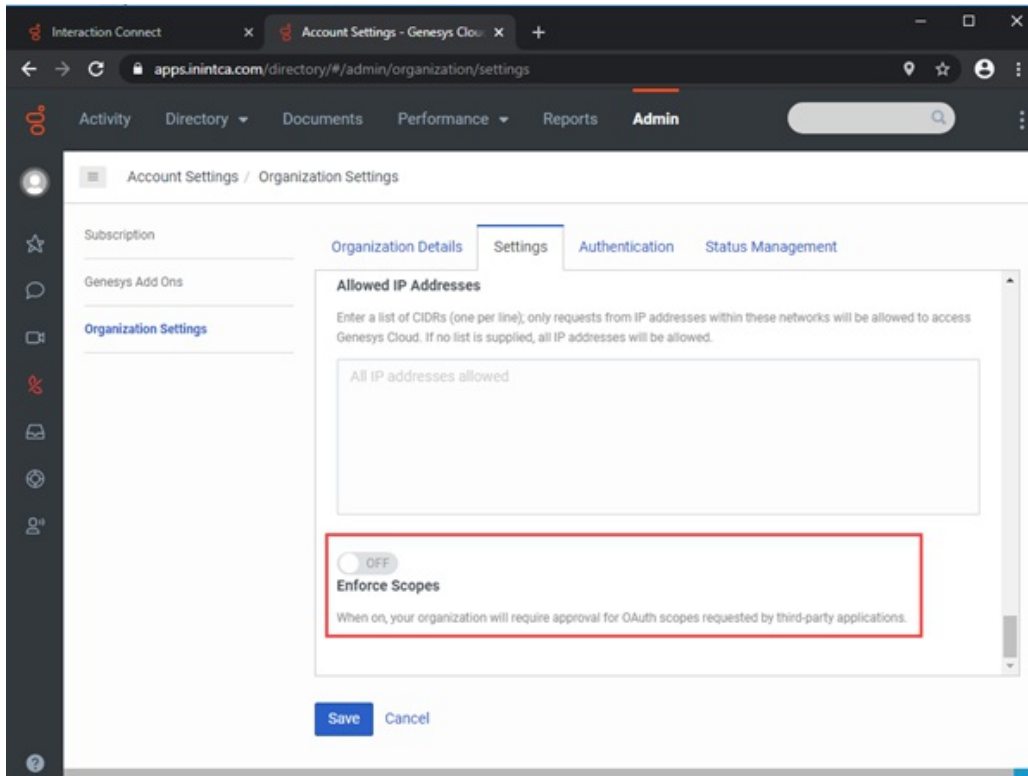 Interaction Connect
Account Settings - Genesys Clou
apps.inintca.com/directory/#/admin/organization/settings
Activity Directory Documents Performance Reports Admin
Account Settings / Organization Settings
Subscription
Genesys Add Ons
Organization Settings
Organization Details Settings Authentication Status Management
Allowed IP Addresses
Enter a list of CIDRs (one per line); only requests from IP addresses within these networks will be allowed to access
Genesys Cloud. If no list is supplied, all IP addresses will be allowed.
All IP addresses allowed
OFF
Enforce Scopes
When on, your organization will require approval for OAuth scopes requested by third-party applications.
Save Cancel